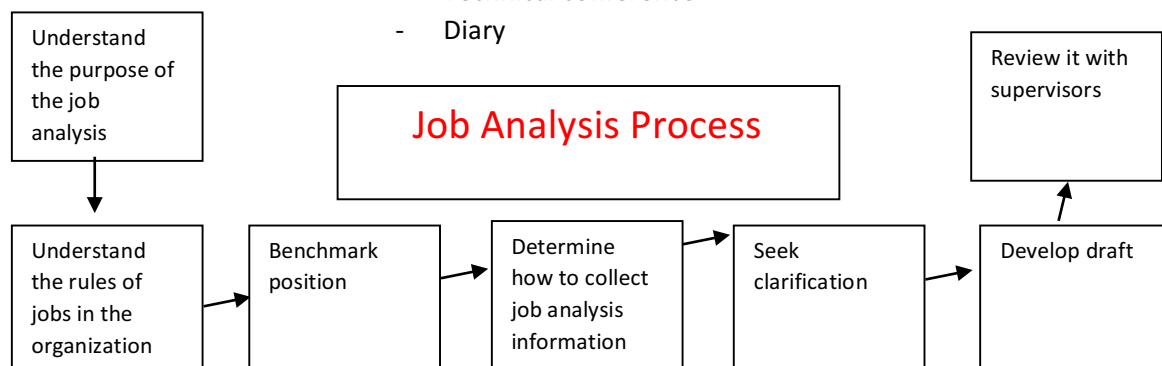 - Diary
Job Analysis Process
Understand
the purpose of
the job
analysis
Understand
the rules of
jobs in the
organization
Benchmark
position
Determine
how to collect
job analysis
information
Seek
clarification
Develop draft
Review it with
supervisors